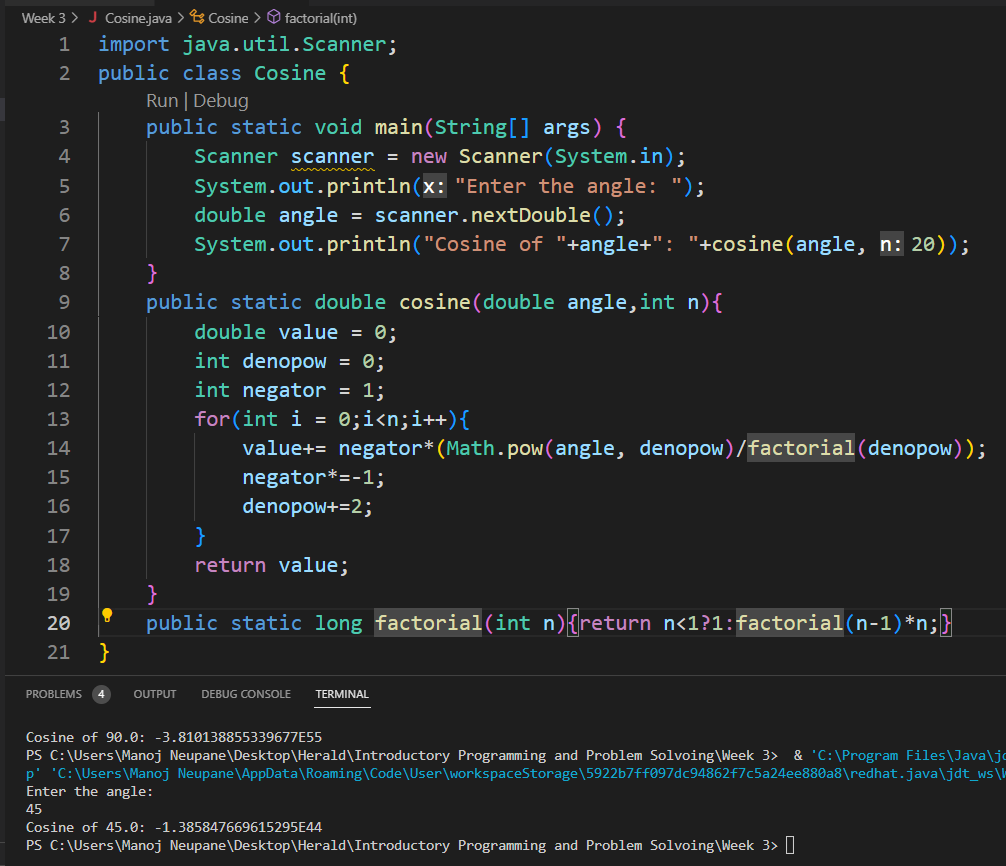 Week 3 > J Cosine.java > Cosine > factorial(int)
1 import java.util.Scanner;
2 public class Cosine {
Run | Debug
3 public static void main(String[] args) {
4 Scanner scanner = new Scanner(System.in);
5 System.out.println(x: "Enter the angle: ");
6 double angle = scanner.nextDouble();
7 System.out.println("Cosine of "+angle+": "+cosine(angle, n: 20));
8 }
9 public static double cosine(double angle,int n){
10 double value = 0;
11 int denopow = 0;
12 int negator = 1;
13 for(int i = 0;i<n;i++){
14 value+= negator*(Math.pow(angle, denopow)/factorial(denopow));
15 negator*=-1;
16 denopow+=2;
17 }
18 return value;
19 }
20 public static long factorial(int n){return n<1?1:factorial(n-1)*n;}
21 }
PROBLEMS 4 OUTPUT DEBUG CONSOLE TERMINAL
Cosine of 90.0: -3.810138855339677E55
PS C:\Users\Manoj Neupane\Desktop\Herald\Introductory Programming and Problem Solvoing\Week 3> & 'C:\Program Files\Java\jd
p' 'C:\Users\Manoj Neupane\AppData\Roaming\Code\User\workspaceStorage\5922b7ff097dc94862f7c5a24ee880a8\redhat.java\jdt_ws\W
Enter the angle:
45
Cosine of 45.0: -1.385847669615295E44
PS C:\Users\Manoj Neupane\Desktop\Herald\Introductory Programming and Problem Solvoing\Week 3>